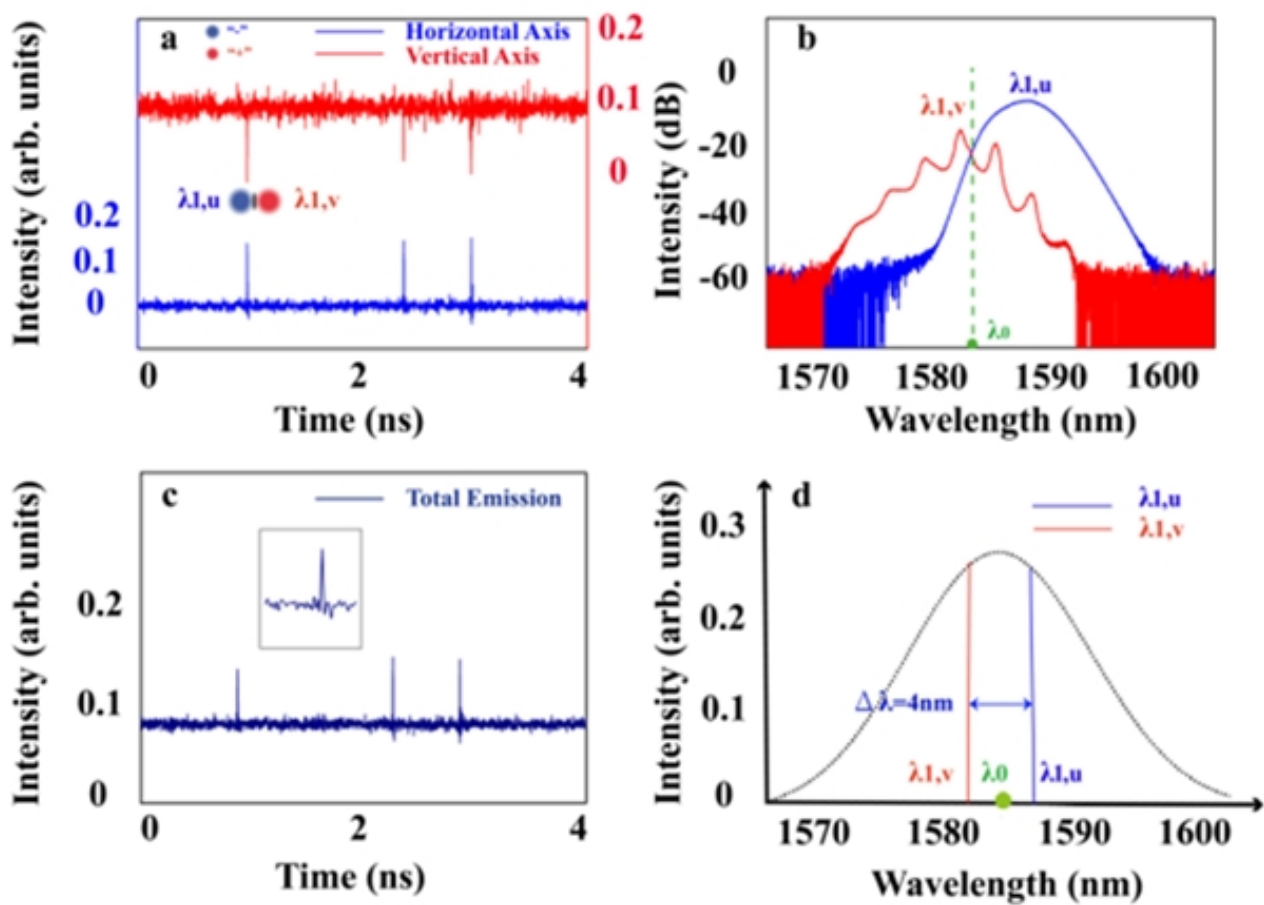 a "-" Horizontal Axis
"+" Vertical Axis
0.2
0.1
0
λ1,u λ1,v
0.2
0.1
0
0 2 4
Time (ns)
Intensity (arb. units)
b
λ1,u
λ1,v
λ0
0
-20
-40
-60
1570 1580 1590 1600
Wavelength (nm)
Intensity (dB)
c Total Emission
0.2
0.1
0
0 2 4
Time (ns)
Intensity (arb. units)
d λ1,u
λ1,v
0.3
0.2
0.1
0
Δλ=4nm
λ1,v λ0 λ1,u
1570 1580 1590 1600
Wavelength (nm)
Intensity (arb. units)